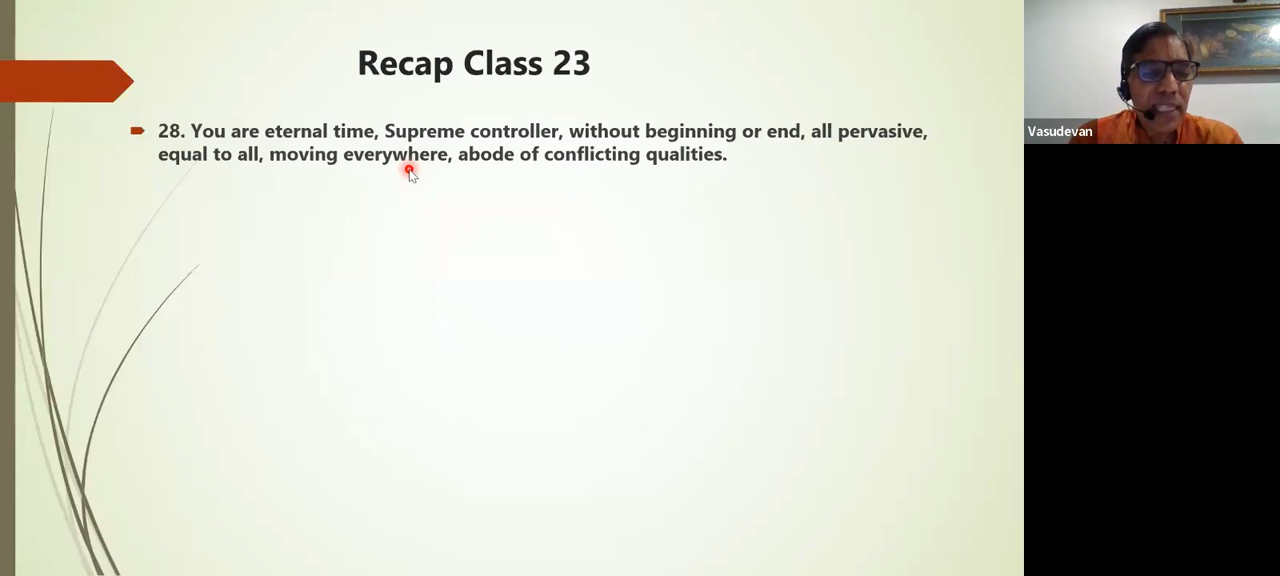 Recap Class 23
28. You are eternal time, Supreme controller, without beginning or end, all pervasive,
equal to all, moving everywhere, abode of conflicting qualities.
Vasudevan